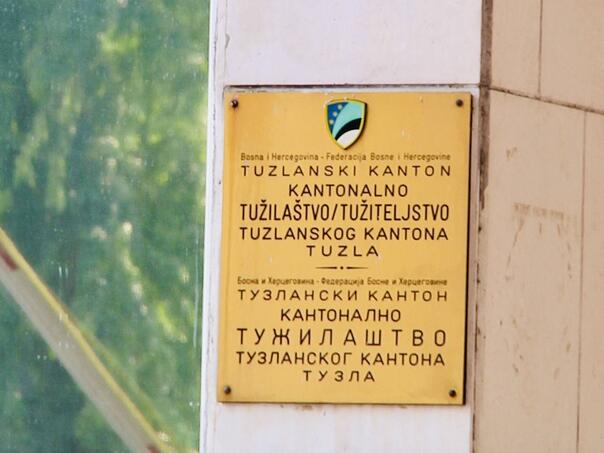 Bosna i Hercegovina - Federacija Bosne i Hercegovine
TUZLANSKI KANTON
KANTONALNO
TUŽILAŠTVO/TUŽITELJSTVO
TUZLANSKOG KANTONA
TUZLA
Босна и Херцеговина - Федерација Босне и Херцеговине
ТУЗЛАНСКИ КАНТОН
КАНТОНАЛНО
ТУЖИЛАШТВО
ТУЗЛАНСКОГ КАНТОНА
ТУЗЛА